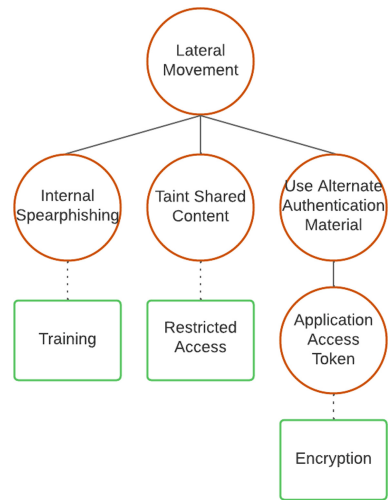 Lateral
Movement
Internal
Spearphishing
Taint Shared
Content
Use Alternate
Authentication
Material
Training
Restricted
Access
Application
Access
Token
Encryption